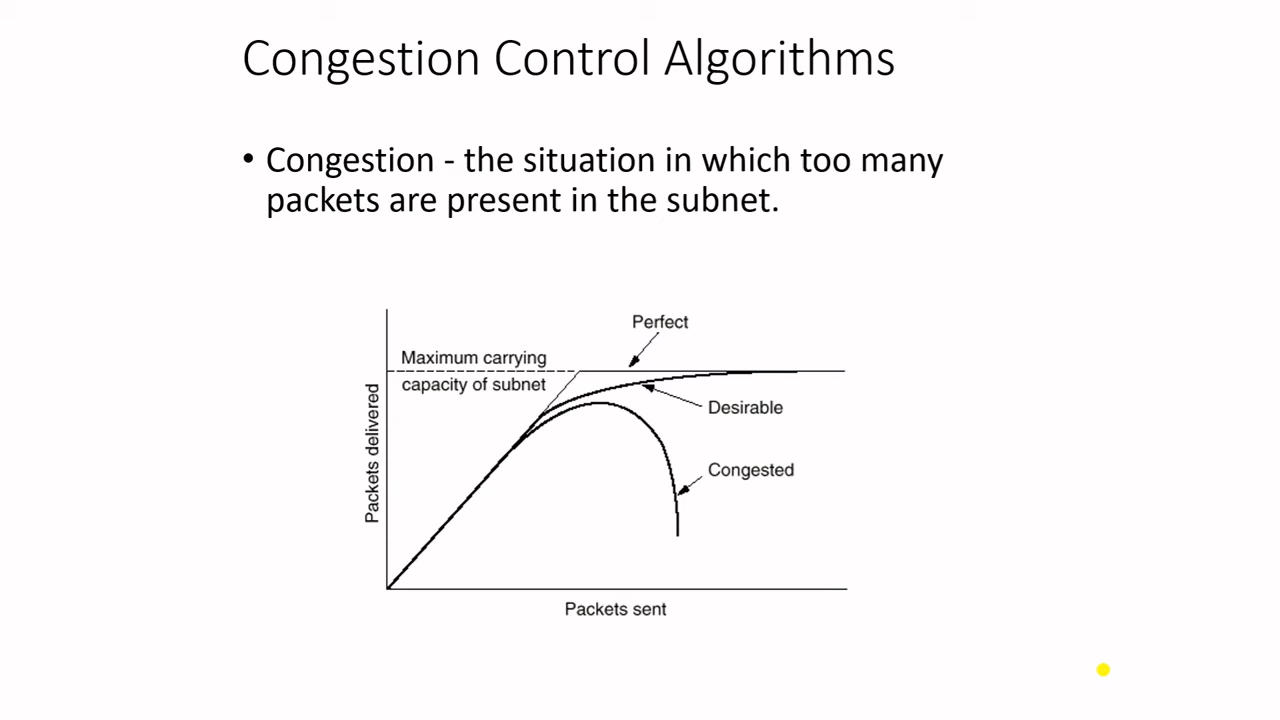 Congestion Control Algorithms
• Congestion - the situation in which too many
packets are present in the subnet.
Perfect
Maximum carrying
capacity of subnet
Desirable
Packets delivered
Congested
Packets sent